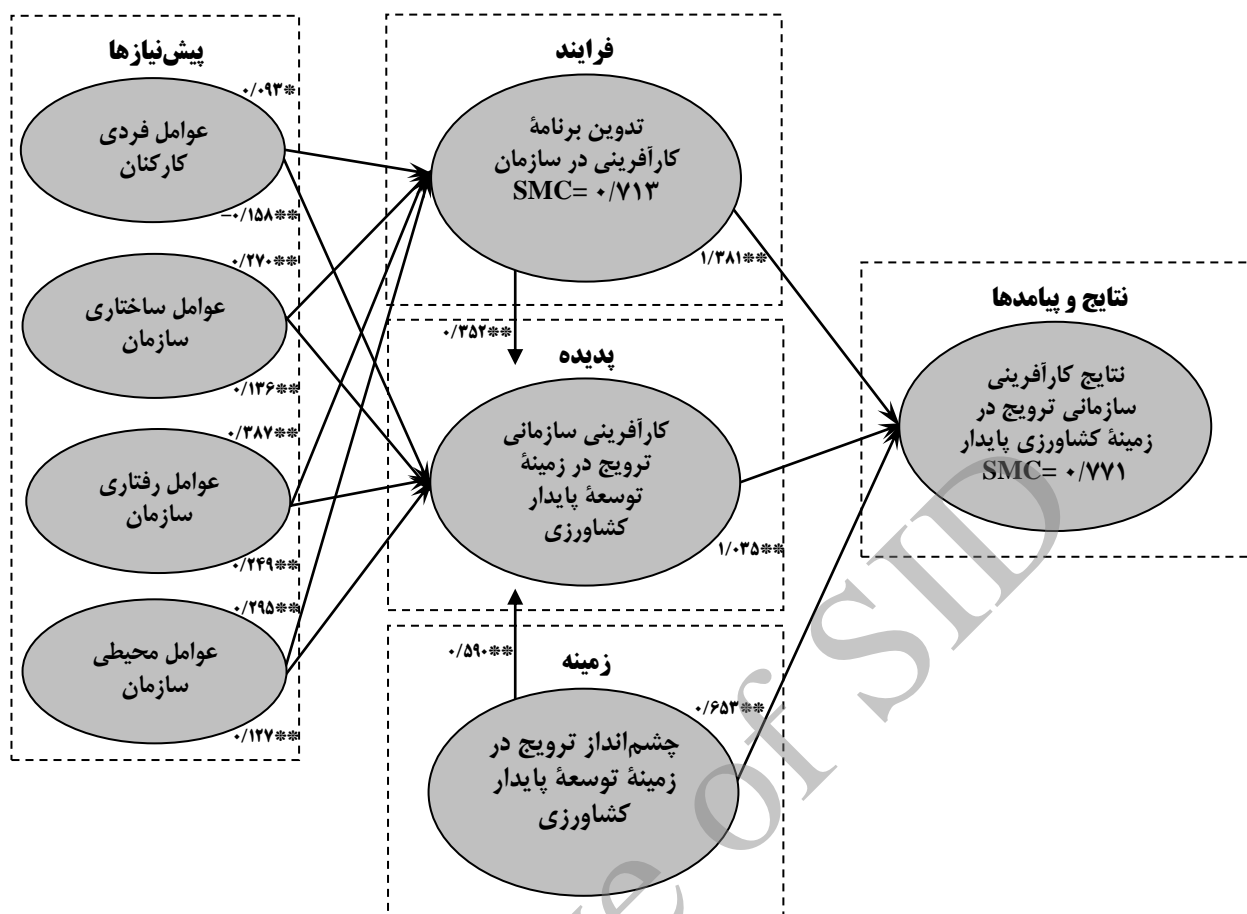 پیش‌نیازها
۰/۰۹۳*
عوامل فردی
کارکنان
-۰/۱۵۸**
۰/۲۷۰**
عوامل ساختاری
سازمان
۰/۱۳۶**
۰/۳۸۷**
عوامل رفتاری
سازمان
۰/۲۴۹**
۰/۲۹۵**
عوامل محیطی
سازمان
۰/۱۲۷**
فرایند
تدوین برنامهٔ
کارآفرینی در سازمان
SMC= ۰/۷۱۳
۱/۳۸۱**
۰/۳۵۲**
پدیده
کارآفرینی سازمانی
ترویج در زمینهٔ
توسعهٔ پایدار
کشاورزی
۱/۰۳۵**
۰/۵۹۰**
زمینه
۰/۶۵۳**
چشم‌انداز ترویج در
زمینهٔ توسعهٔ پایدار
کشاورزی
نتایج و پیامدها
نتایج کارآفرینی
سازمانی ترویج در
زمینهٔ کشاورزی پایدار
SMC= ۰/۷۷۱
e of SID